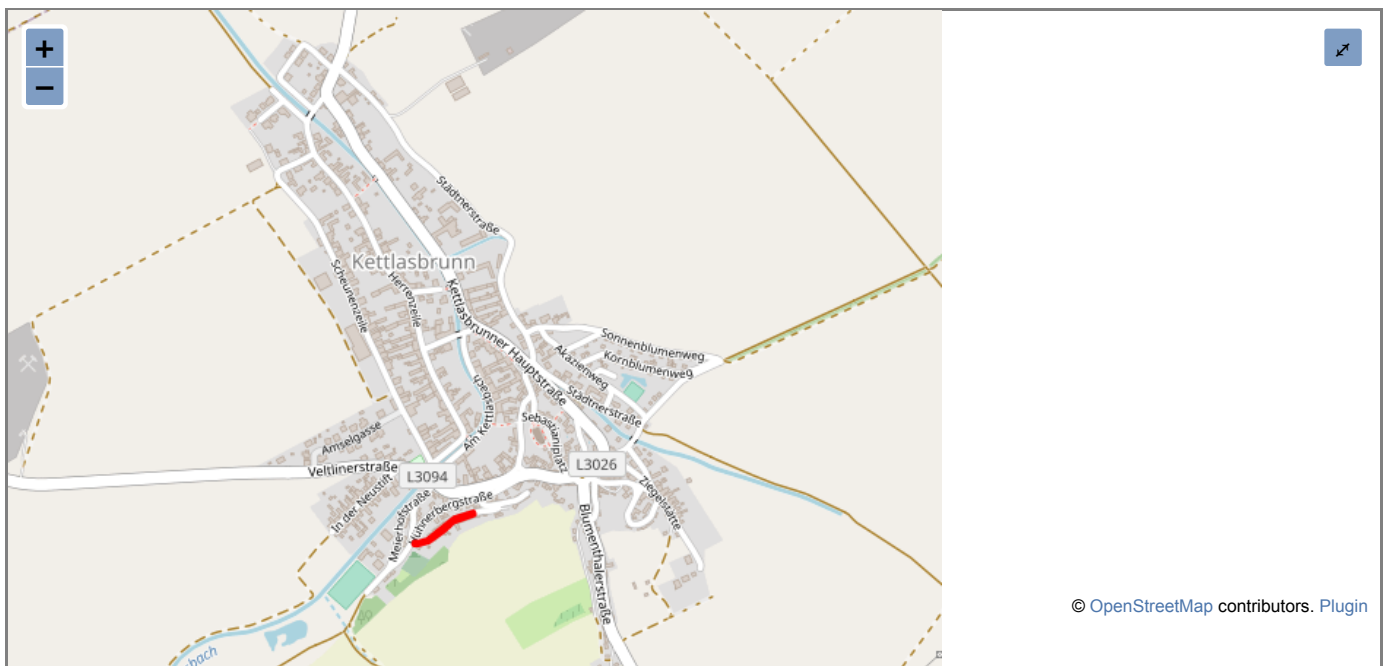 +
−
Städtnerstraße
Kettlasbrunn
Scheunenzeile
Herrenzeile
Kettlasbrunner Hauptstraße
Sonnenblumenweg
Kornblumenweg
Akazienweg
Städtnerstraße
Am Kettlasbach
Sebastianiplatz
Amselgasse
Veltlinerstraße
L3094
L3026
In der Neustift
Meierhofstraße
Hühnerbergstraße
Ziegelstätte
Blumenthalerstraße
© OpenStreetMap contributors. Plugin